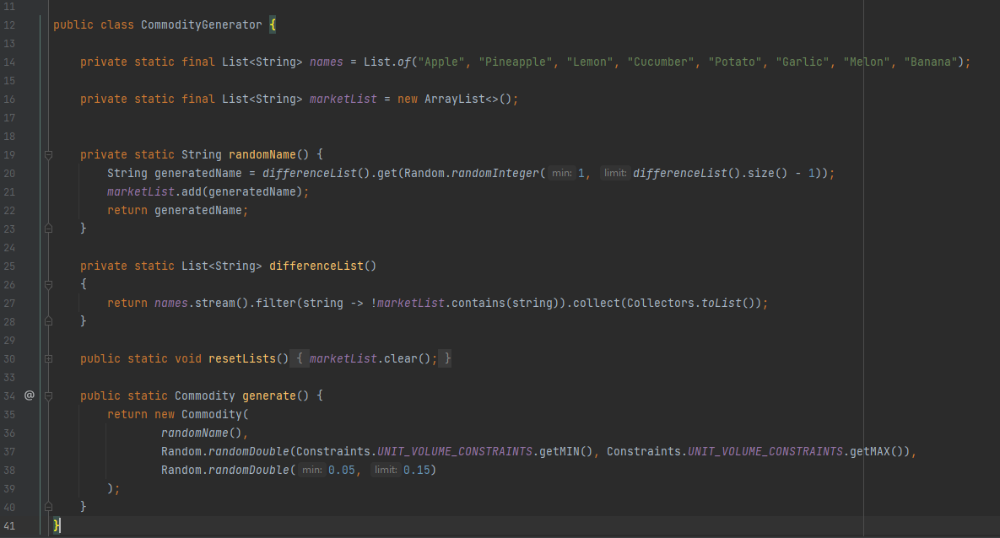 11
12 public class CommodityGenerator {
13
14 private static final List<String> names = List.of("Apple", "Pineapple", "Lemon", "Cucumber", "Potato", "Garlic", "Melon", "Banana");
15
16 private static final List<String> marketList = new ArrayList<>();
17
18
19 private static String randomName() {
20 String generatedName = differenceList().get(Random.randomInteger( min: 1, limit: differenceList().size() - 1));
21 marketList.add(generatedName);
22 return generatedName;
23 }
24
25 private static List<String> differenceList()
26 {
27 return names.stream().filter(string -> !marketList.contains(string)).collect(Collectors.toList());
28 }
29
30 public static void resetLists() { marketList.clear(); }
33
34 @ public static Commodity generate() {
35 return new Commodity(
36 randomName(),
37 Random.randomDouble(Constraints.UNIT_VOLUME_CONSTRAINTS.getMIN(), Constraints.UNIT_VOLUME_CONSTRAINTS.getMAX()),
38 Random.randomDouble( min: 0.05, limit: 0.15)
39 );
40 }
41 }